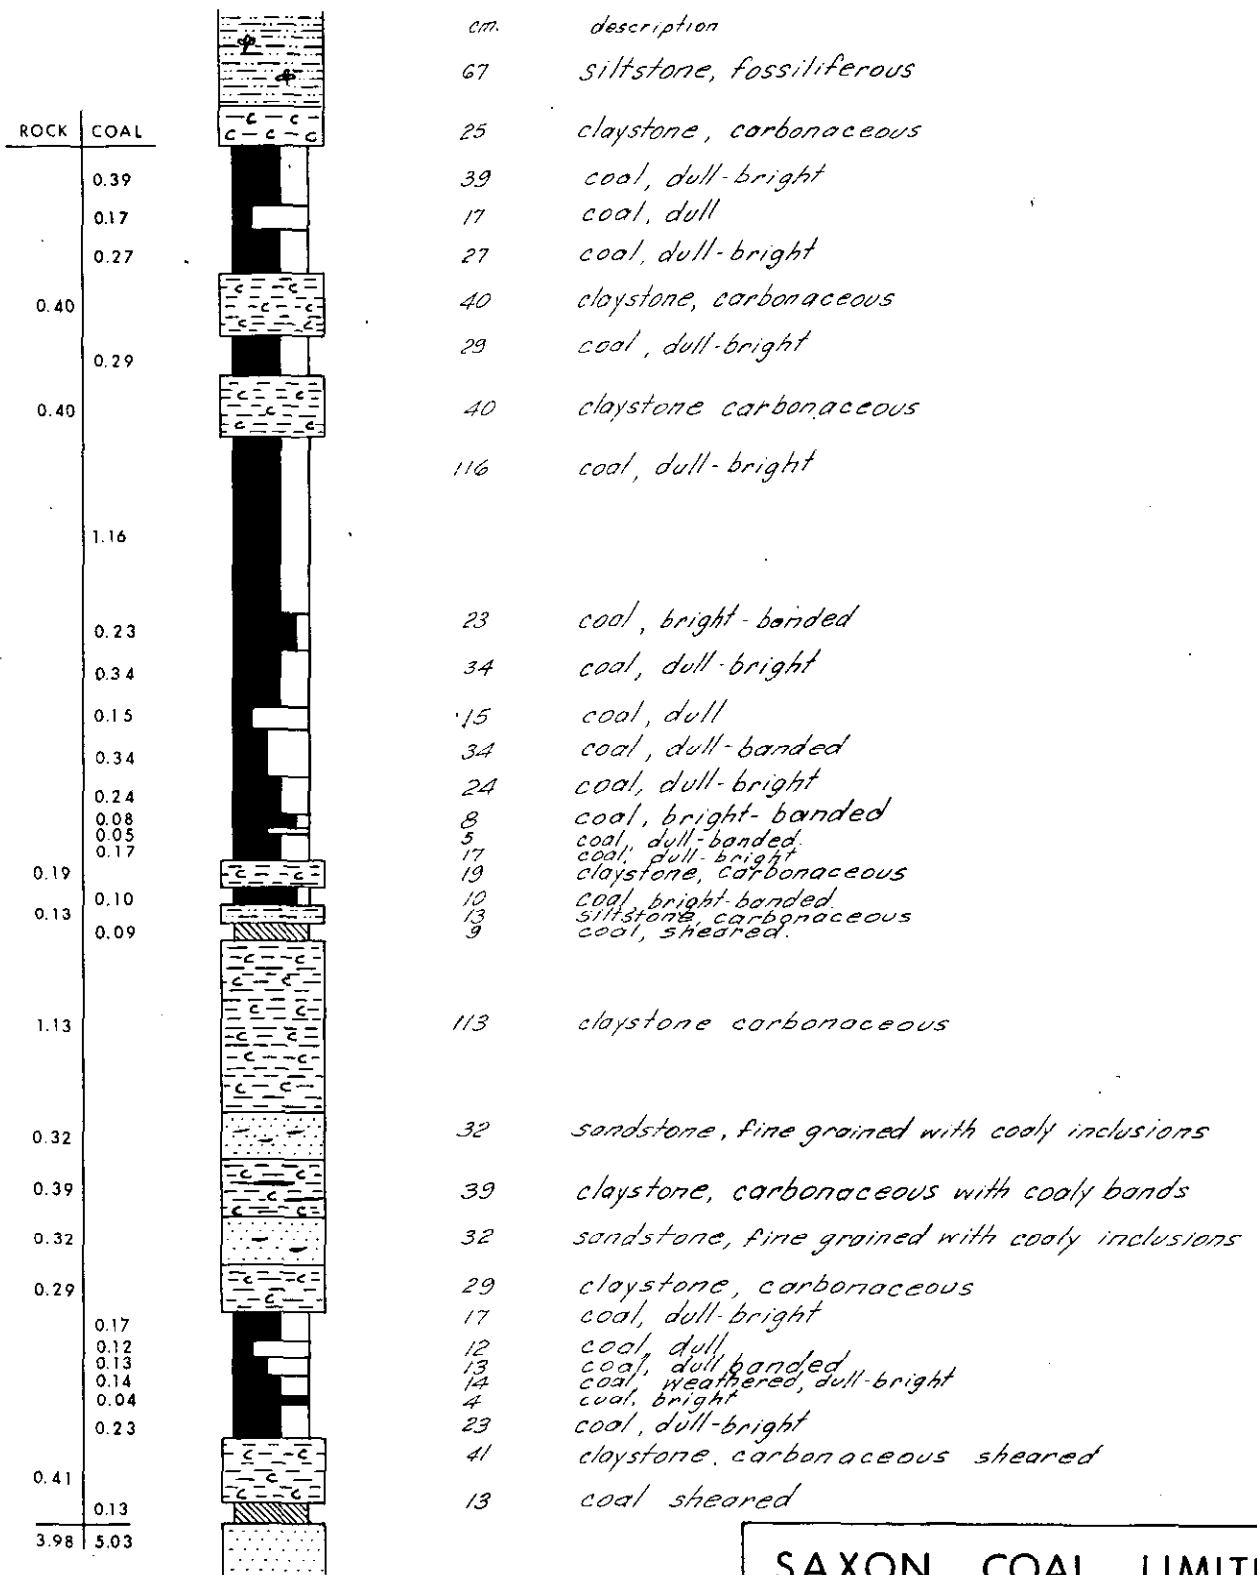 cm. description
67 siltstone, fossiliferous
ROCK COAL
25 claystone, carbonaceous
0.39 39 coal, dull-bright
0.17 17 coal, dull
0.27 27 coal, dull-bright
0.40 40 claystone, carbonaceous
0.29 29 coal, dull-bright
0.40 40 claystone carbonaceous
116 coal, dull-bright
1.16
0.23 23 coal, bright-banded
0.34 34 coal, dull-bright
0.15 15 coal, dull
0.34 34 coal, dull-banded
0.24 24 coal, dull-bright
0.08 8 coal, bright-banded
0.05 5 coal, dull-banded.
0.17 17 coal, dull-bright
0.19 19 claystone, carbonaceous
0.10 10 coal, bright-banded.
0.13 13 siltstone, carbonaceous
0.09 9 coal, sheared.
1.13 113 claystone carbonaceous
0.32 32 sandstone, fine grained with coaly inclusions
0.39 39 claystone, carbonaceous with coaly bands
0.32 32 sandstone, fine grained with coaly inclusions
0.29 29 claystone, carbonaceous
0.17 17 coal, dull-bright
0.12 12 coal, dull
0.13 13 coal, dull banded
0.14 14 coal, weathered, dull-bright
0.04 4 coal, bright
0.23 23 coal, dull-bright
41 claystone, carbonaceous sheared
0.41
0.13 13 coal sheared
3.98 5.03
SAXON COAL LIMIT